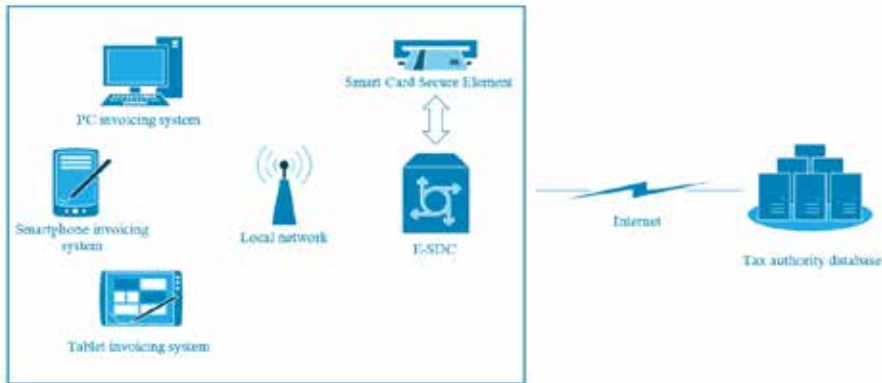 Smart Card Secure Element
PC invoicing system
Smartphone invoicing
system
Local network
E-SDC
Internet
Tax authority database
Tablet invoicing system